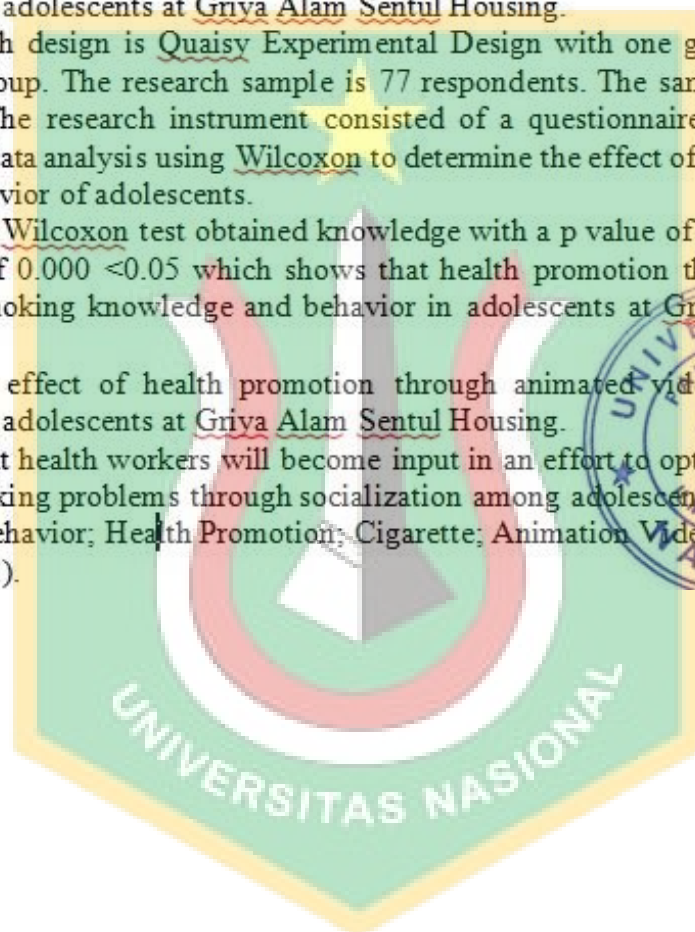 adolescents at Griya Alam Sentul Housing.
h design is Quaisy Experimental Design with one g
oup. The research sample is 77 respondents. The sam
he research instrument consisted of a questionnaire
ata analysis using Wilcoxon to determine the effect of
vior of adolescents.
Wilcoxon test obtained knowledge with a p value of
f 0.000 <0.05 which shows that health promotion th
oking knowledge and behavior in adolescents at Gr
effect of health promotion through animated vid
adolescents at Griya Alam Sentul Housing.
t health workers will become input in an effort to opt
king problems through socialization among adolescen
ehavior; Health Promotion; Cigarette; Animation Vide
).
UNIVERSITAS NASIONAL